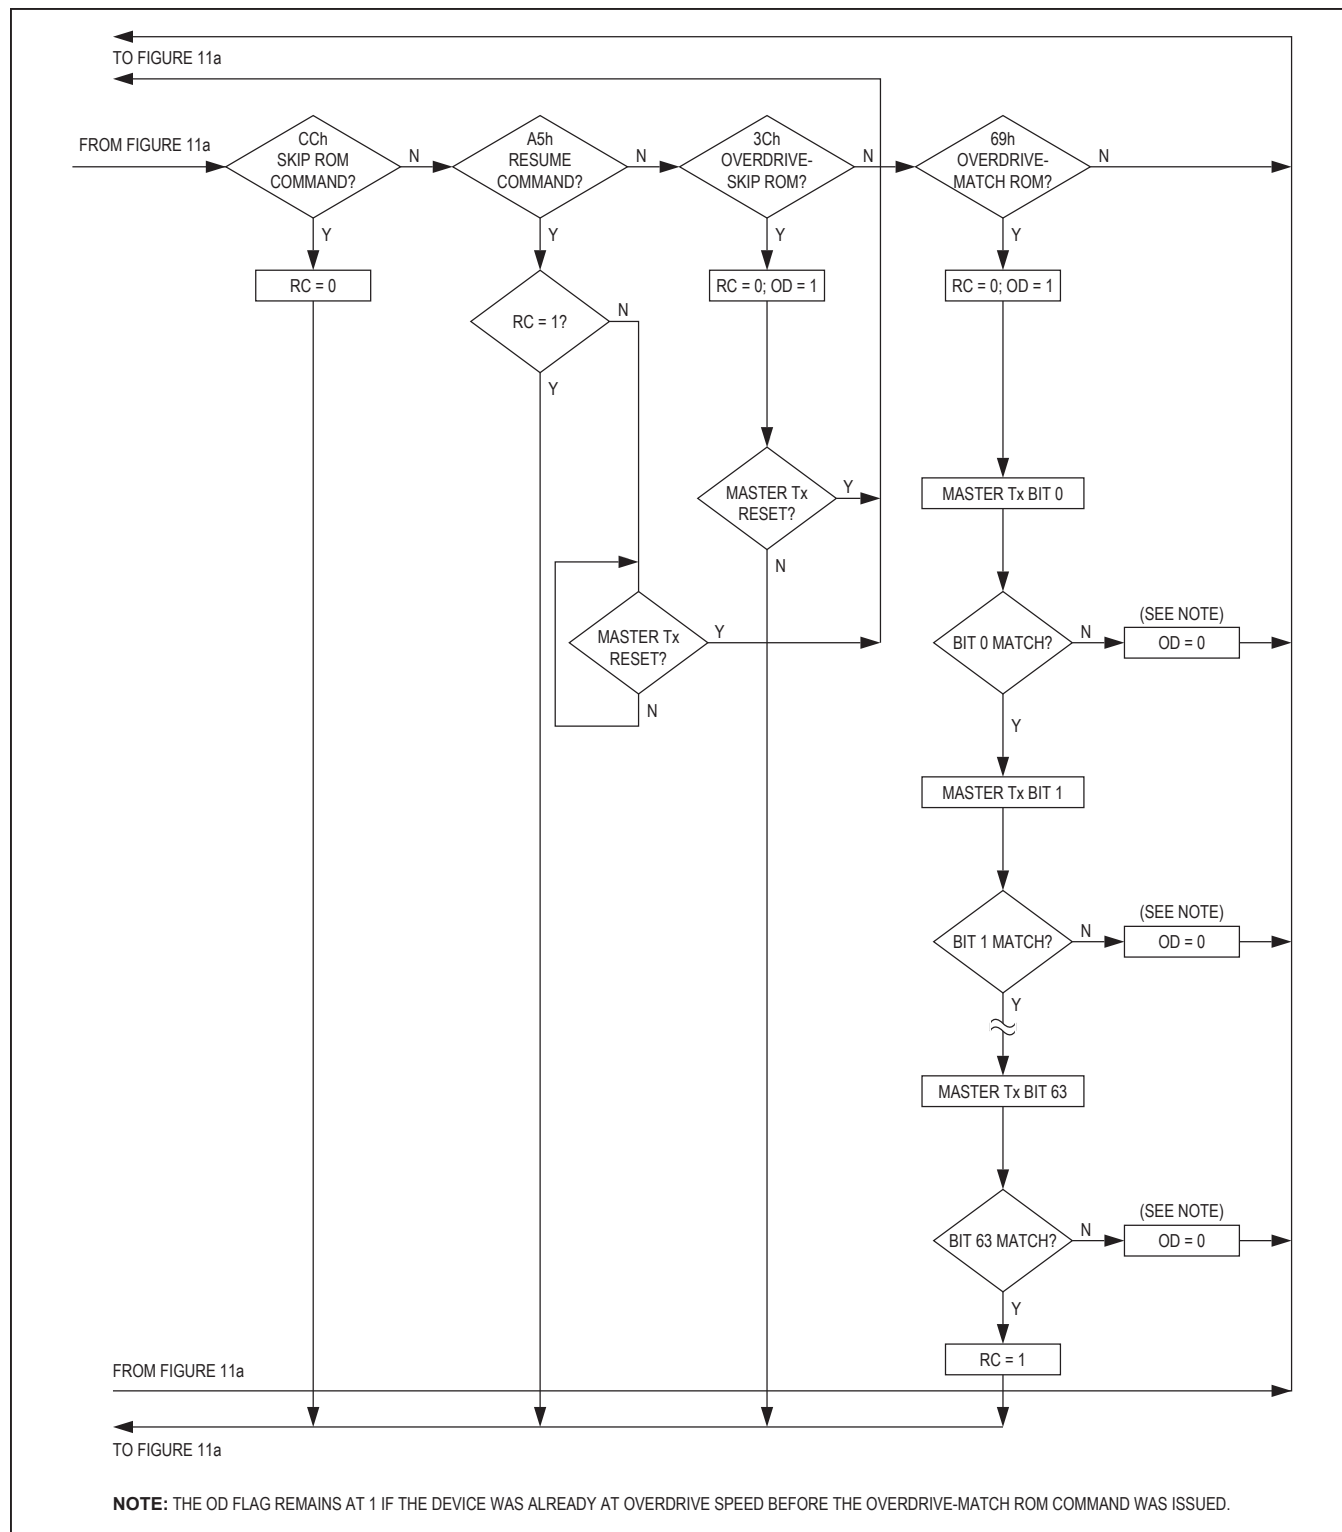 TO FIGURE 11a
FROM FIGURE 11a
CCh
SKIP ROM
COMMAND?
N
A5h
RESUME
COMMAND?
N
3Ch
OVERDRIVE-
SKIP ROM?
N
69h
OVERDRIVE-
MATCH ROM?
N
Y
Y
Y
Y
RC = 0
RC = 0; OD = 1
RC = 0; OD = 1
RC = 1?
N
Y
MASTER Tx
RESET?
Y
N
MASTER Tx BIT 0
MASTER Tx
RESET?
Y
N
BIT 0 MATCH?
N
(SEE NOTE)
OD = 0
Y
MASTER Tx BIT 1
BIT 1 MATCH?
N
(SEE NOTE)
OD = 0
Y
MASTER Tx BIT 63
BIT 63 MATCH?
N
(SEE NOTE)
OD = 0
Y
RC = 1
FROM FIGURE 11a
TO FIGURE 11a
NOTE: THE OD FLAG REMAINS AT 1 IF THE DEVICE WAS ALREADY AT OVERDRIVE SPEED BEFORE THE OVERDRIVE-MATCH ROM COMMAND WAS ISSUED.